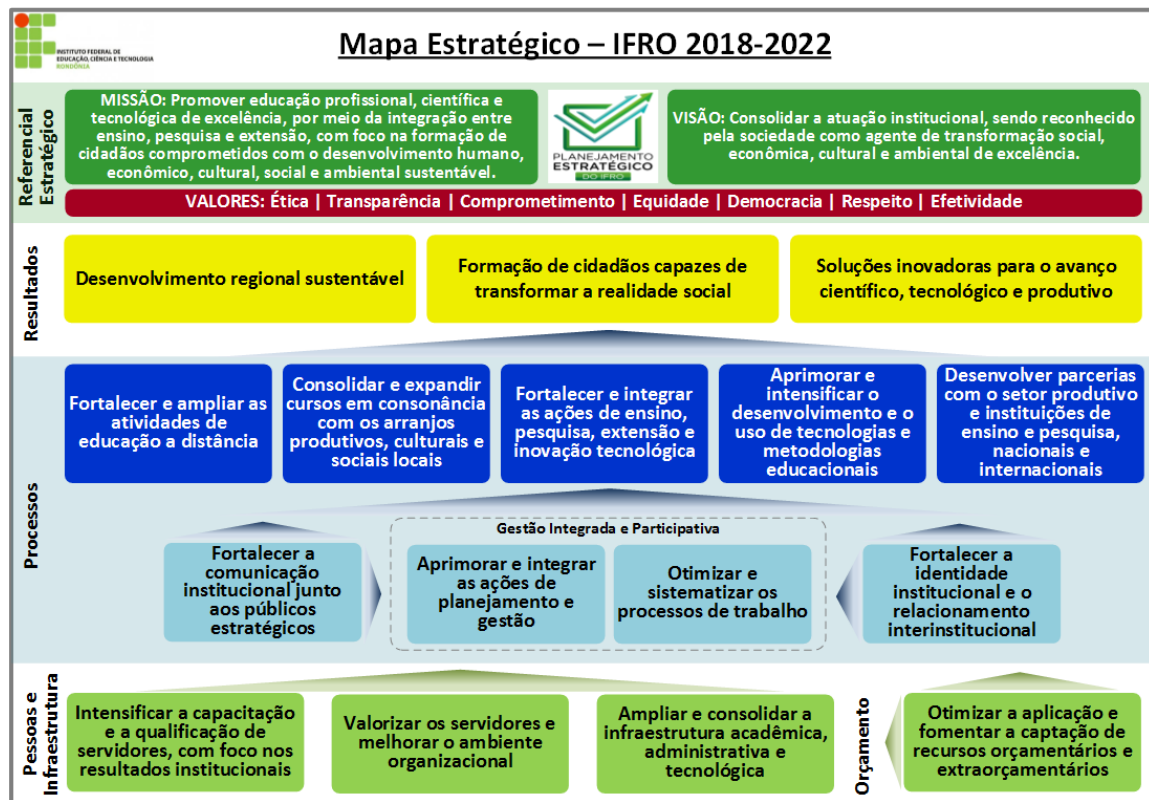 INSTITUTO FEDERAL DE
EDUCAÇÃO, CIÊNCIA E TECNOLOGIA
RONDÔNIA
Mapa Estratégico – IFRO 2018-2022
Referencial
Estratégico
MISSÃO: Promover educação profissional, científica e
tecnológica de excelência, por meio da integração entre
ensino, pesquisa e extensão, com foco na formação de
cidadãos comprometidos com o desenvolvimento humano,
econômico, cultural, social e ambiental sustentável.
PLANEJAMENTO
ESTRATÉGICO
DO IFRO
VISÃO: Consolidar a atuação institucional, sendo reconhecido
pela sociedade como agente de transformação social,
econômica, cultural e ambiental de excelência.
VALORES: Ética | Transparência | Comprometimento | Equidade | Democracia | Respeito | Efetividade
Resultados
Desenvolvimento regional sustentável
Formação de cidadãos capazes de
transformar a realidade social
Soluções inovadoras para o avanço
científico, tecnológico e produtivo
Processos
Fortalecer e ampliar as
atividades de
educação a distância
Consolidar e expandir
cursos em consonância
com os arranjos
produtivos, culturais e
sociais locais
Fortalecer e integrar
as ações de ensino,
pesquisa, extensão e
inovação tecnológica
Aprimorar e
intensificar o
desenvolvimento e o
uso de tecnologias e
metodologias
educacionais
Desenvolver parcerias
com o setor produtivo
e instituições de
ensino e pesquisa,
nacionais e
internacionais
Gestão Integrada e Participativa
Fortalecer a
comunicação
institucional junto
aos públicos
estratégicos
Aprimorar e integrar
as ações de
planejamento e
gestão
Otimizar e
sistematizar os
processos de trabalho
Fortalecer a
identidade
institucional e o
relacionamento
interinstitucional
Pessoas e
Infraestrutura
Intensificar a capacitação
e a qualificação de
servidores, com foco nos
resultados institucionais
Valorizar os servidores e
melhorar o ambiente
organizacional
Ampliar e consolidar a
infraestrutura acadêmica,
administrativa e
tecnológica
Orçamento
Otimizar a aplicação e
fomentar a captação de
recursos orçamentários e
extraorçamentários